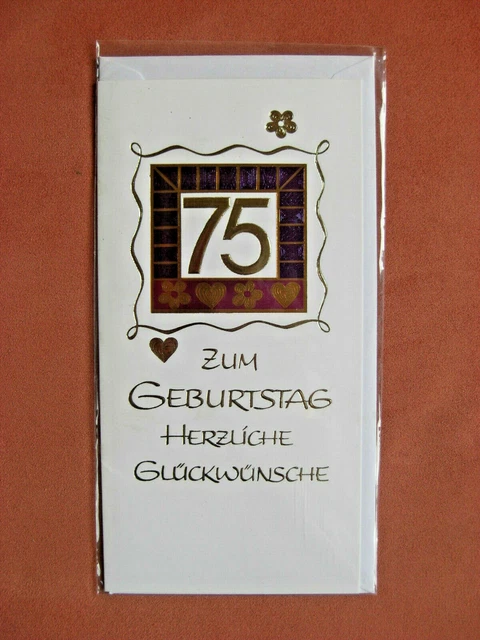 75
ZUM
GEBURTSTAG
HERZLICHE
GLÜCKWÜNSCHE